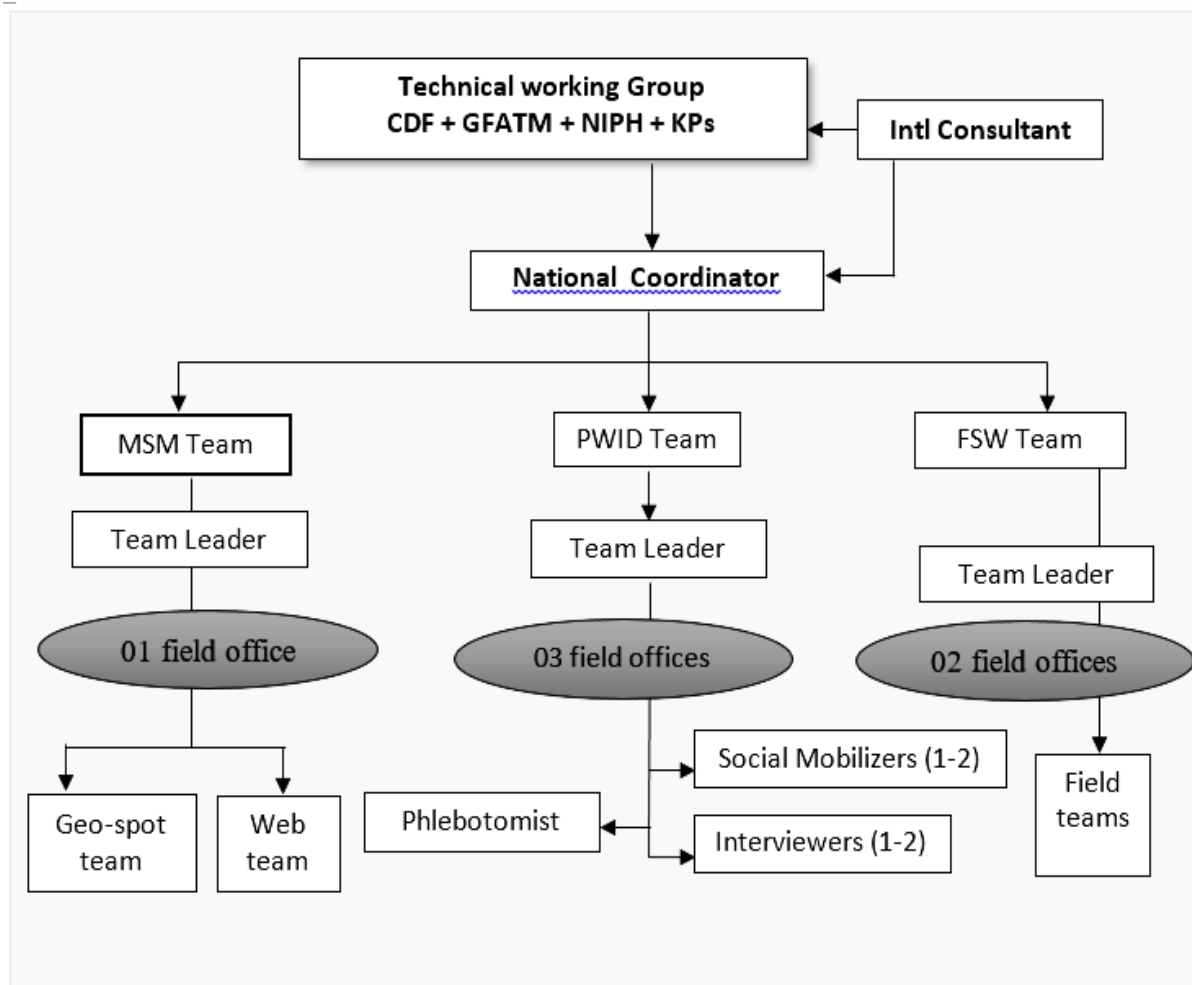 Technical working Group
CDF + GFATM + NIPH + KPs
Intl Consultant
National Coordinator
MSM Team
PWID Team
FSW Team
Team Leader
Team Leader
Team Leader
01 field office
03 field offices
02 field offices
Geo-spot
team
Web
team
Phlebotomist
Social Mobilizers (1-2)
Interviewers (1-2)
Field
teams